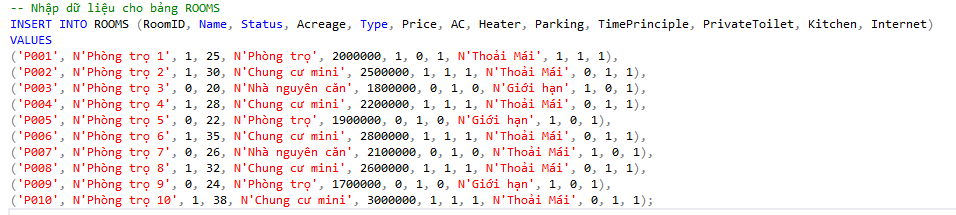 -- Nhập dữ liệu cho bảng ROOMS
INSERT INTO ROOMS (RoomID, Name, Status, Acreage, Type, Price, AC, Heater, Parking, TimePrinciple, PrivateToilet, Kitchen, Internet)
VALUES
('P001', N'Phòng trọ 1', 1, 25, N'Phòng trọ', 2000000, 1, 0, 1, N'Thoải Mái', 1, 1, 1),
('P002', N'Phòng trọ 2', 1, 30, N'Chung cư mini', 2500000, 1, 1, 1, N'Thoải Mái', 0, 1, 1),
('P003', N'Phòng trọ 3', 0, 20, N'Nhà nguyên căn', 1800000, 0, 1, 0, N'Giới hạn', 1, 0, 1),
('P004', N'Phòng trọ 4', 1, 28, N'Chung cư mini', 2200000, 1, 1, 1, N'Thoải Mái', 0, 1, 1),
('P005', N'Phòng trọ 5', 0, 22, N'Phòng trọ', 1900000, 0, 1, 0, N'Giới hạn', 1, 0, 1),
('P006', N'Phòng trọ 6', 1, 35, N'Chung cư mini', 2800000, 1, 1, 1, N'Thoải Mái', 0, 1, 1),
('P007', N'Phòng trọ 7', 0, 26, N'Nhà nguyên căn', 2100000, 0, 1, 0, N'Thoải Mái', 1, 0, 1),
('P008', N'Phòng trọ 8', 1, 32, N'Chung cư mini', 2600000, 1, 1, 1, N'Thoải Mái', 0, 1, 1),
('P009', N'Phòng trọ 9', 0, 24, N'Phòng trọ', 1700000, 0, 1, 0, N'Giới hạn', 1, 0, 1),
('P010', N'Phòng trọ 10', 1, 38, N'Chung cư mini', 3000000, 1, 1, 1, N'Thoải Mái', 0, 1, 1);